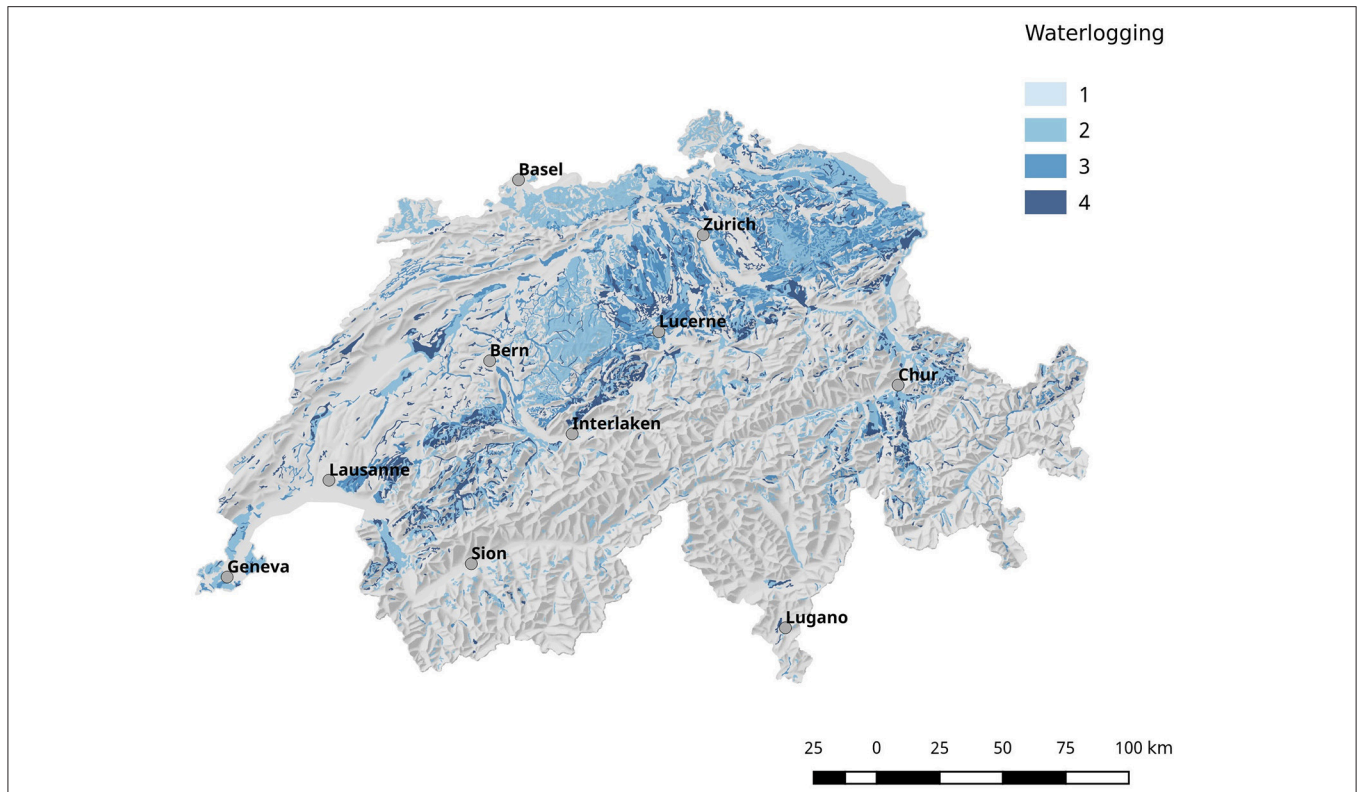 Waterlogging
1
2
3
4
Basel
Zurich
Lucerne
Bern
Chur
Interlaken
Lausanne
Sion
Geneva
Lugano
25 0 25 50 75 100 km